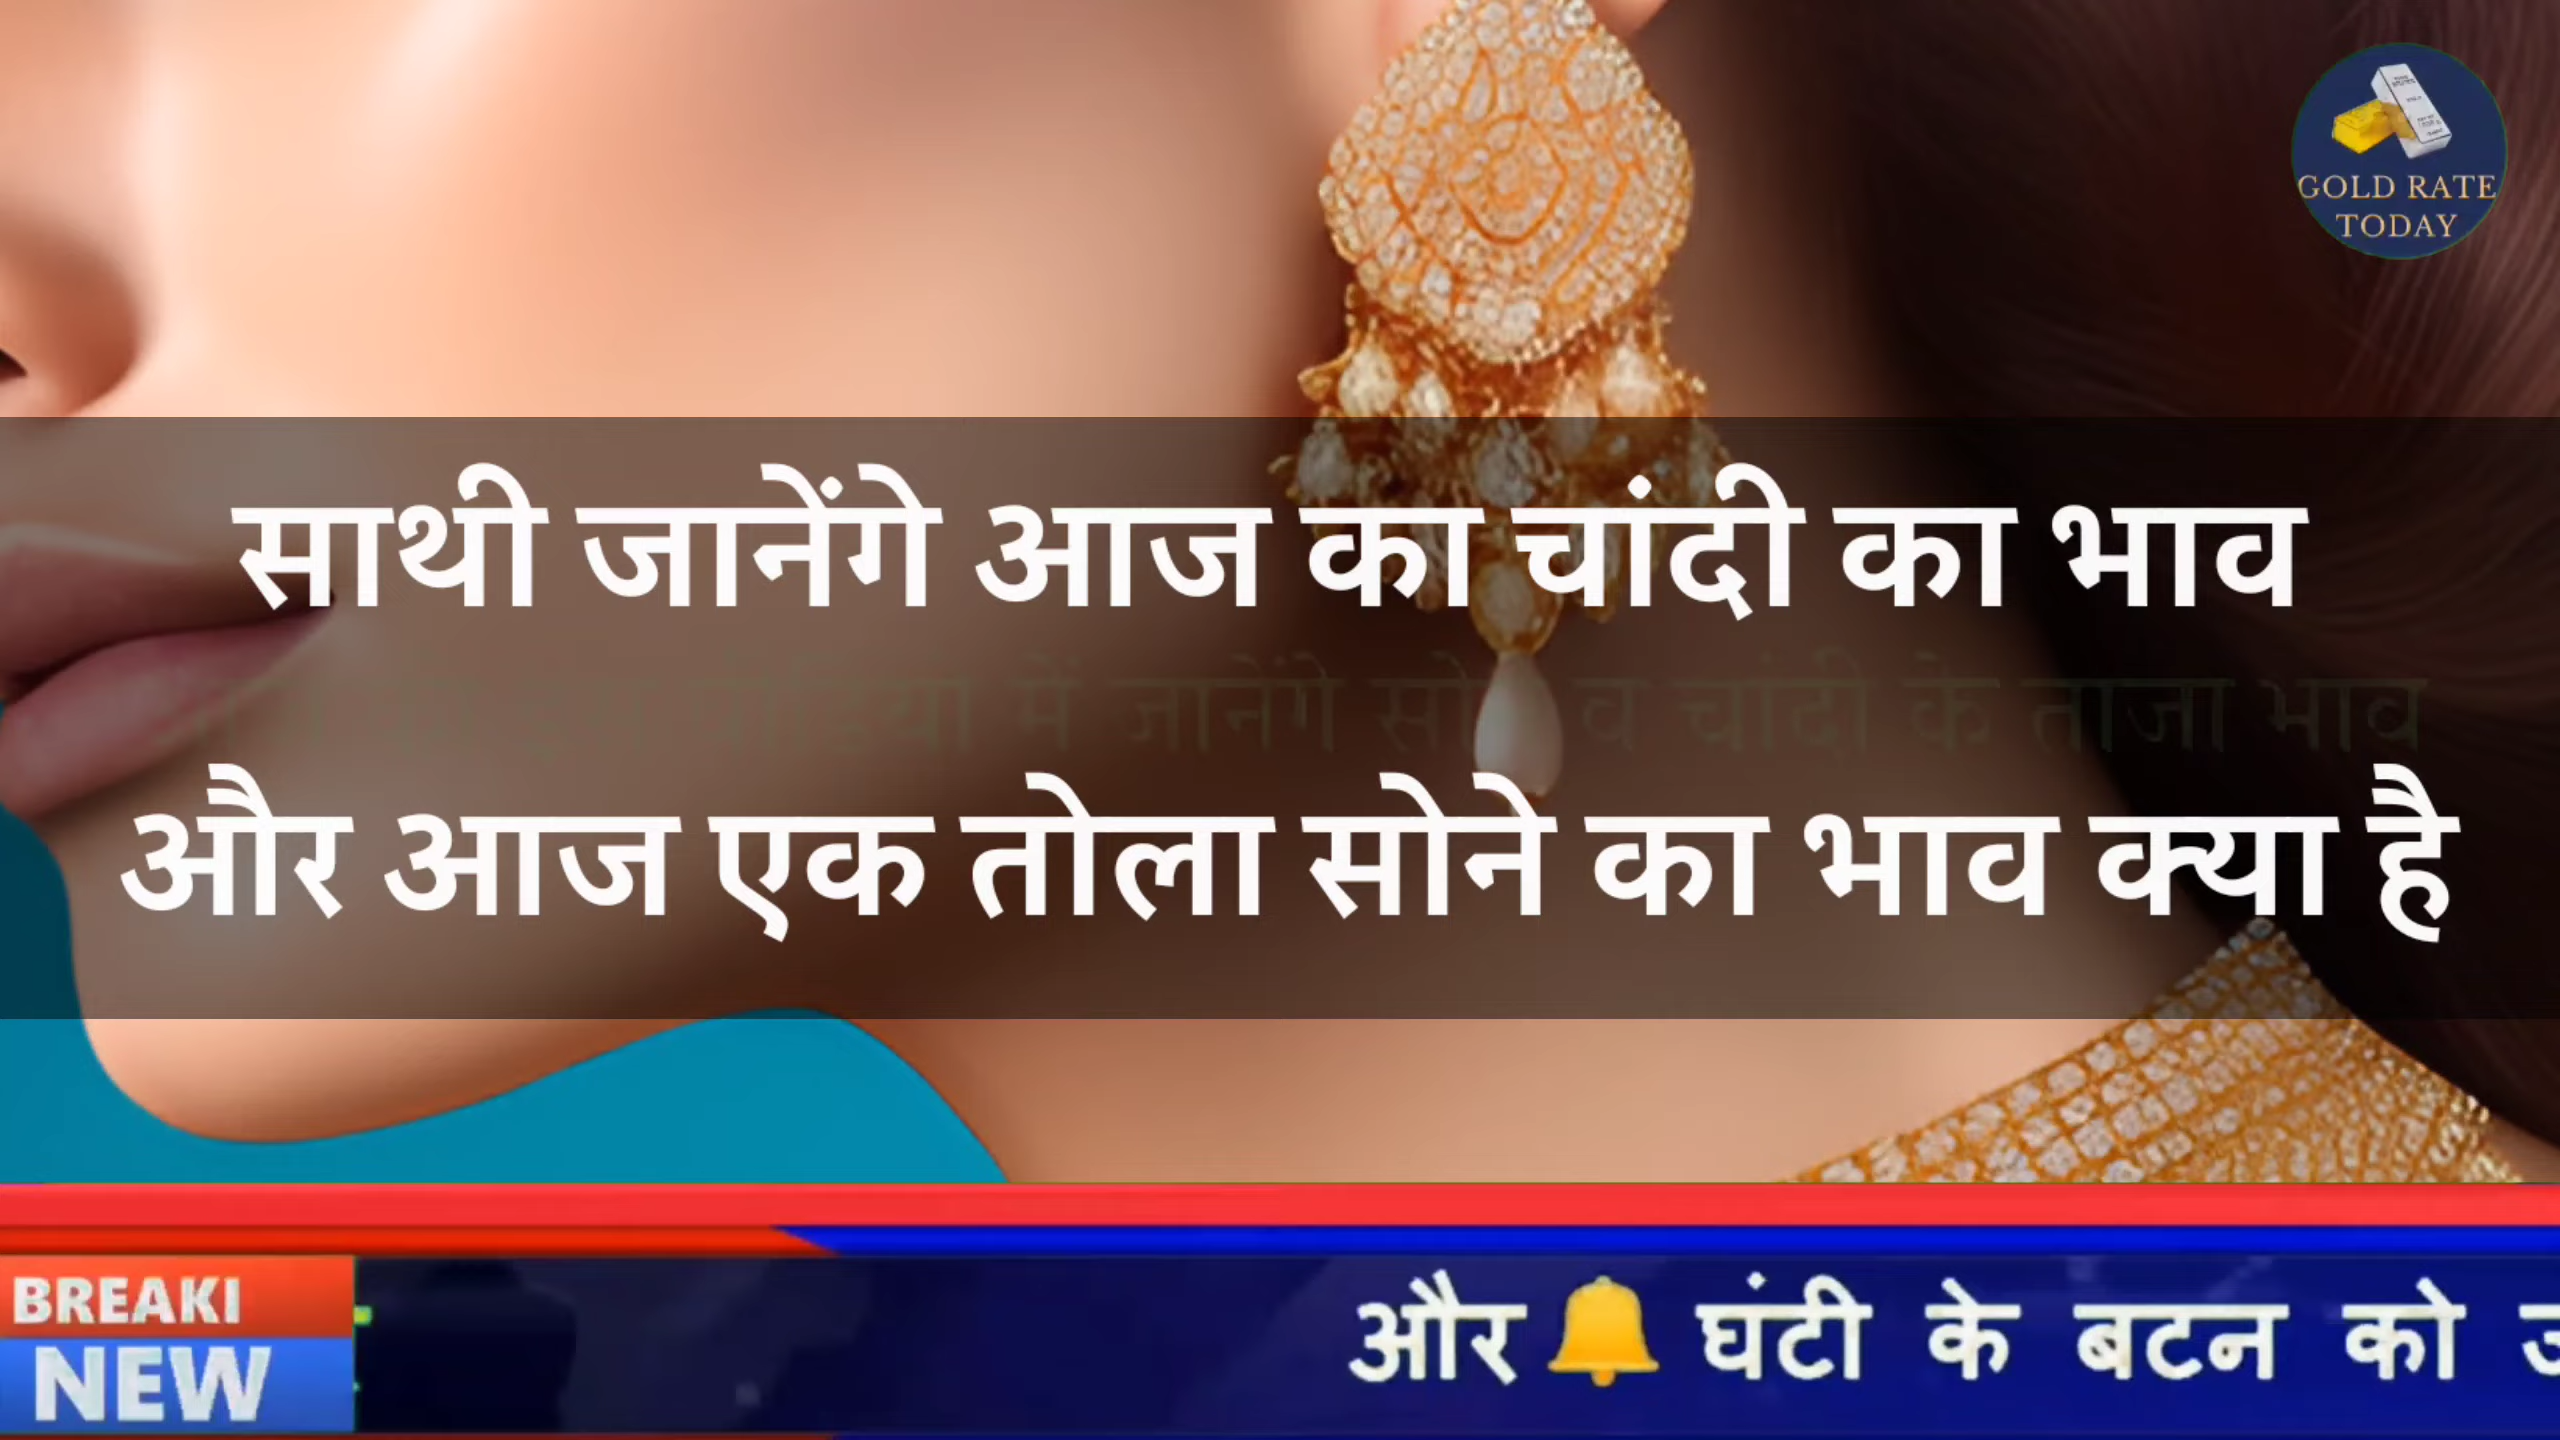 GOLD RATE
TODAY
साथी जानेंगे आज का चांदी का भाव
में जानेंगे व चांदी के ताजा भाव
और आज एक तोला सोने का भाव क्या है
BREAKI
NEW
और 🔔 घंटी के बटन को